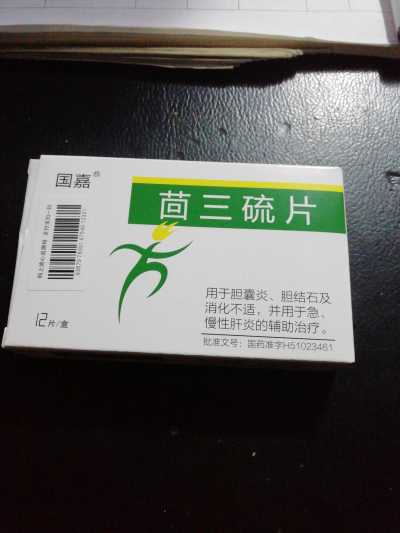 国嘉®
茴三硫片
用于胆囊炎、胆结石及
消化不适，并用于急、
慢性肝炎的辅助治疗。
批准文号：国药准字H51023461
12片/盒